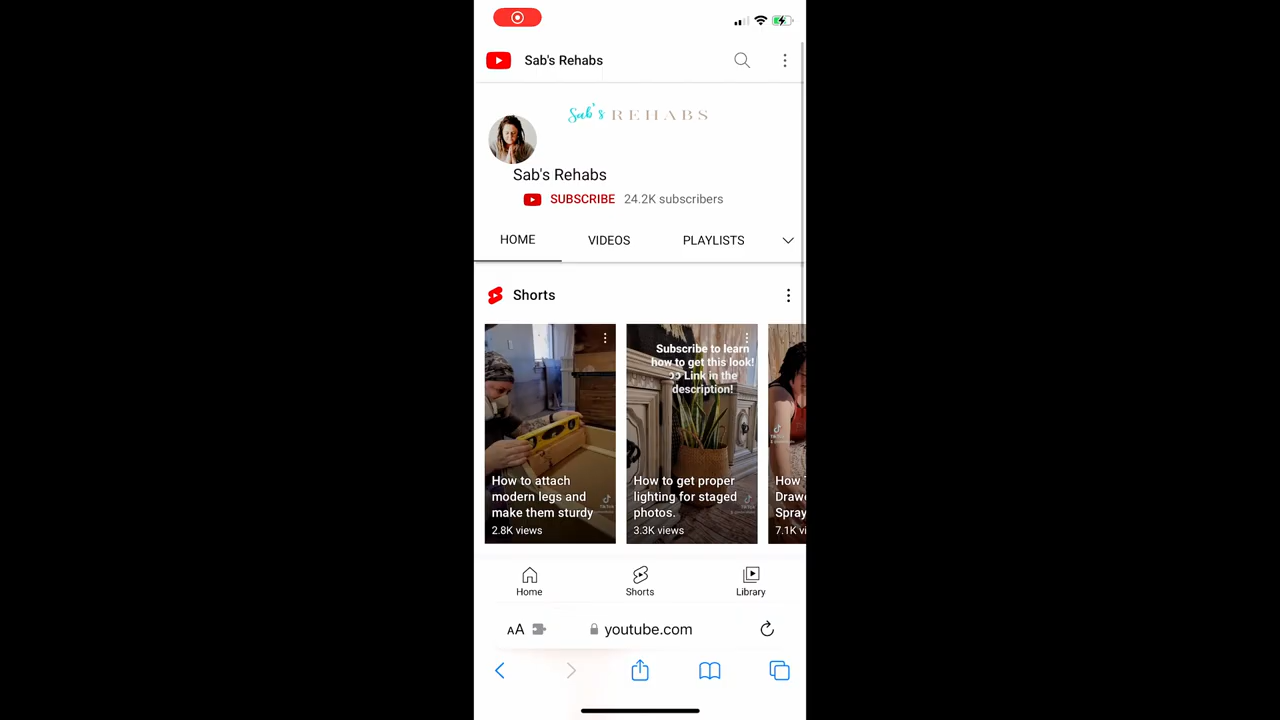 Sab's Rehabs
Sab's REHABS
Sab's Rehabs
SUBSCRIBE 24.2K subscribers
HOME VIDEOS PLAYLISTS
Shorts
How to attach
modern legs and
make them sturdy
2.8K views
Subscribe to learn
how to get this look!
Link in the
description!
How to get proper
lighting for staged
photos.
3.3K views
How
Draw
Spray
7.1K vi
TikTok
Home Shorts Library
AA youtube.com